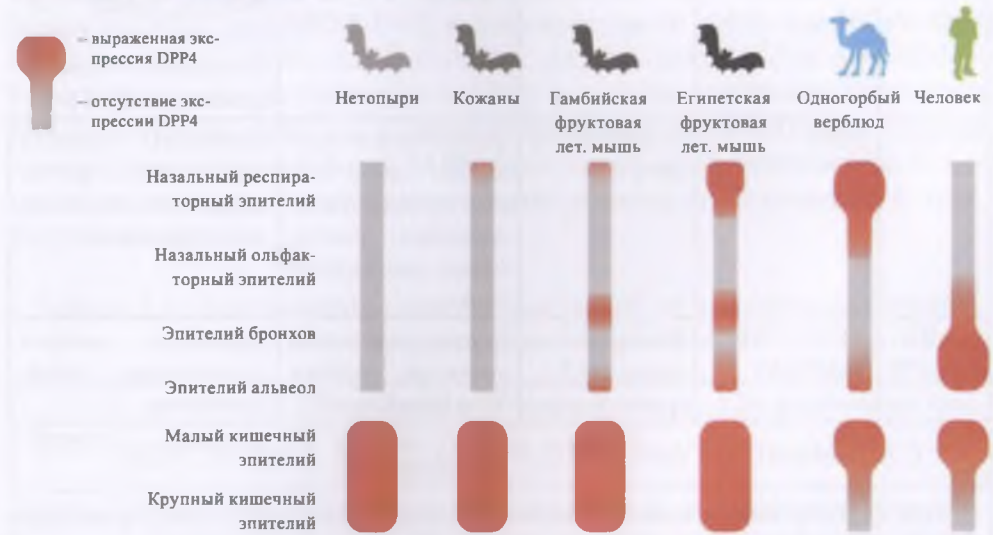 – выраженная экс-
прессия DPP4
– отсутствие экс-
прессии DPP4
Нетопыри
Кожаны
Гамбийская
фруктовая
лет. мышь
Египетская
фруктовая
лет. мышь
Одногорбый
верблюд
Человек
Назальный респира-
торный эпителий
Назальный ольфак-
торный эпителий
Эпителий бронхов
Эпителий альвеол
Малый кишечный
эпителий
Крупный кишечный
эпителий